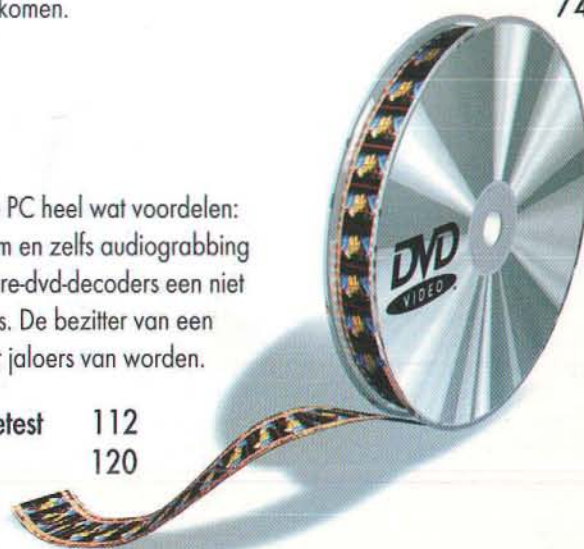 komen.
PC heel wat voordelen:
m en zelfs audiograbbing
re-dvd-decoders een niet
s. De bezitter van een
jaloers van worden.
etest 112
120
DVD
VIDEO